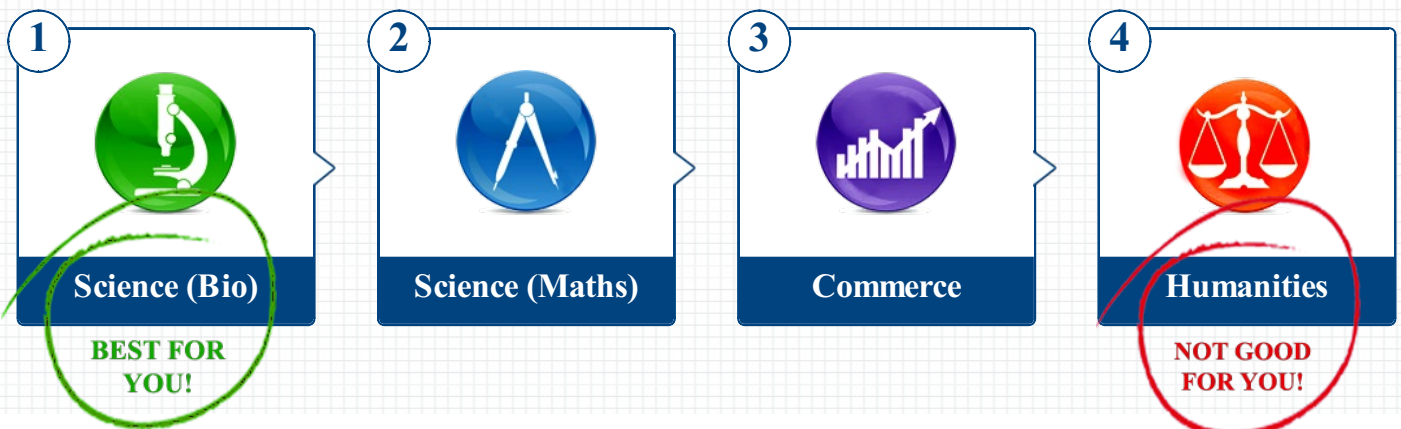 1
2
3
4
Science (Bio)
Science (Maths)
Commerce
Humanities
BEST FOR
YOU!
NOT GOOD
FOR YOU!